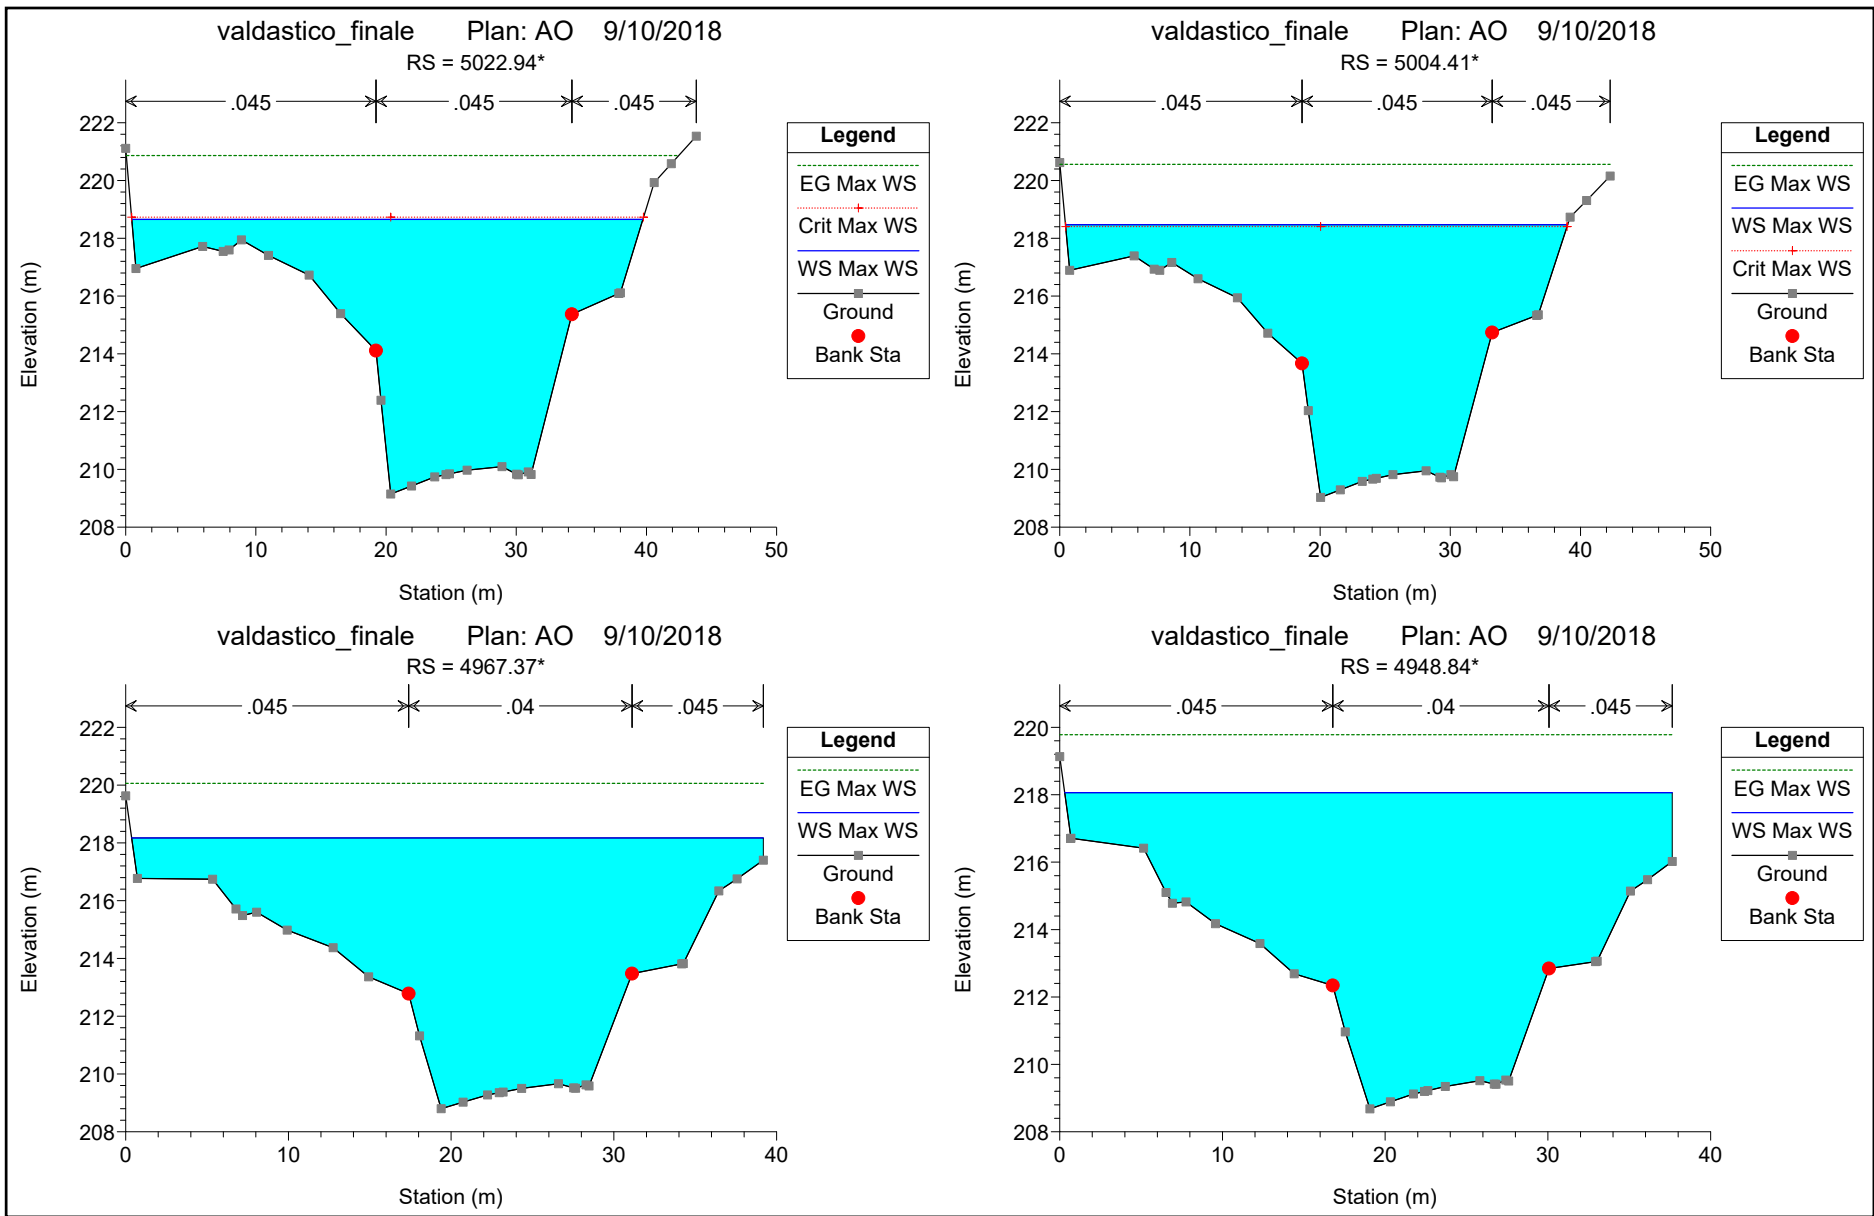 valdastico_finale Plan: AO 9/10/2018
RS = 5022.94*
.045 .045 .045
222
220
218
216
214
212
210
208
Elevation (m)
0 10 20 30 40 50
Station (m)
Legend
EG Max WS
Crit Max WS
WS Max WS
Ground
Bank Sta
valdastico_finale Plan: AO 9/10/2018
RS = 5004.41*
.045 .045 .045
222
220
218
216
214
212
210
208
Elevation (m)
0 10 20 30 40 50
Station (m)
Legend
EG Max WS
WS Max WS
Crit Max WS
Ground
Bank Sta
valdastico_finale Plan: AO 9/10/2018
RS = 4967.37*
.045 .04 .045
222
220
218
216
214
212
210
208
Elevation (m)
0 10 20 30 40
Station (m)
Legend
EG Max WS
WS Max WS
Ground
Bank Sta
valdastico_finale Plan: AO 9/10/2018
RS = 4948.84*
.045 .04 .045
220
218
216
214
212
210
208
Elevation (m)
0 10 20 30 40
Station (m)
Legend
EG Max WS
WS Max WS
Ground
Bank Sta